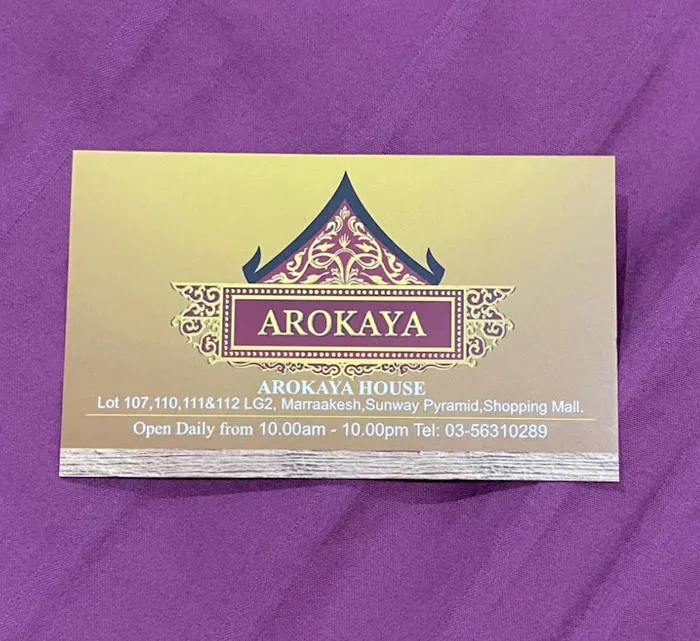 AROKAYA
AROKAYA HOUSE
Lot 107,110,111&112 LG2, Marraakesh,Sunway Pyramid,Shopping Mall.
Open Daily from 10.00am - 10.00pm Tel: 03-56310289